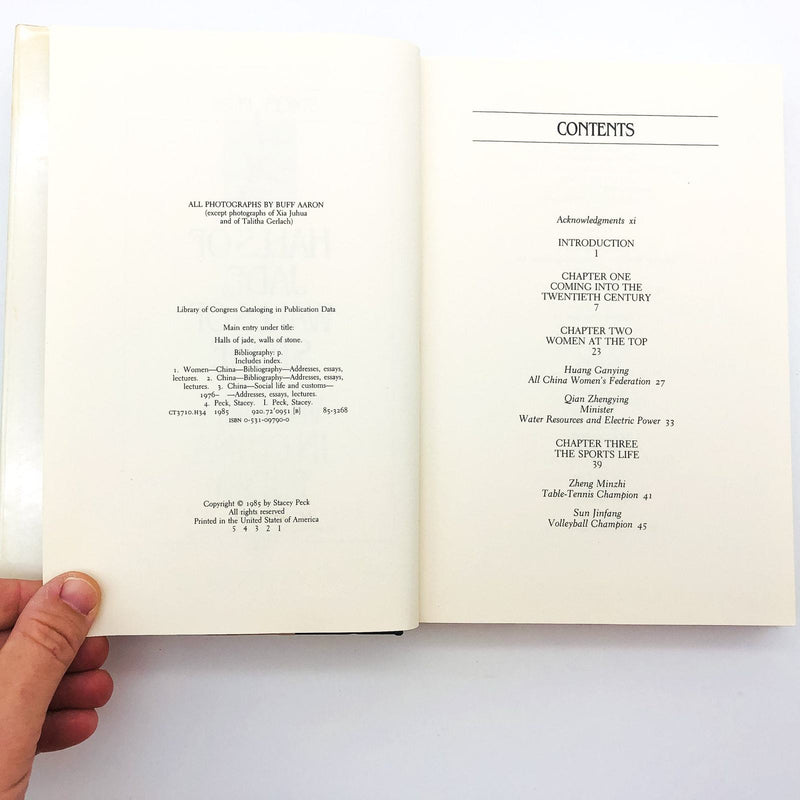 ALL PHOTOGRAPHS BY BUFF AARON
(except photographs of Xia Juhua
and of Talitha Gerlach)
Library of Congress Cataloging in Publication Data
Main entry under title:
Halls of jade, walls of stone.
Bibliography: p.
Includes index.
1. Women—China—Bibliography—Addresses, essays,
lectures. 2. China—Bibliography—Addresses, essays,
lectures. 3. China—Social life and customs—
1976- —Addresses, essays, lectures.
4. Peck, Stacey. I. Peck, Stacey.
CT3710.H34 1985 920.72'0951 [B] 85-3268
ISBN 0-531-09790-0
Copyright © 1985 by Stacey Peck
All rights reserved
Printed in the United States of America
5 4 3 2 1
CONTENTS
Acknowledgments xi
INTRODUCTION
1
CHAPTER ONE
COMING INTO THE
TWENTIETH CENTURY
7
CHAPTER TWO
WOMEN AT THE TOP
23
Huang Ganying
All China Women's Federation 27
Qian Zhengying
Minister
Water Resources and Electric Power 33
CHAPTER THREE
THE SPORTS LIFE
39
Zheng Minzhi
Table-Tennis Champion 41
Sun Jinfang
Volleyball Champion 45